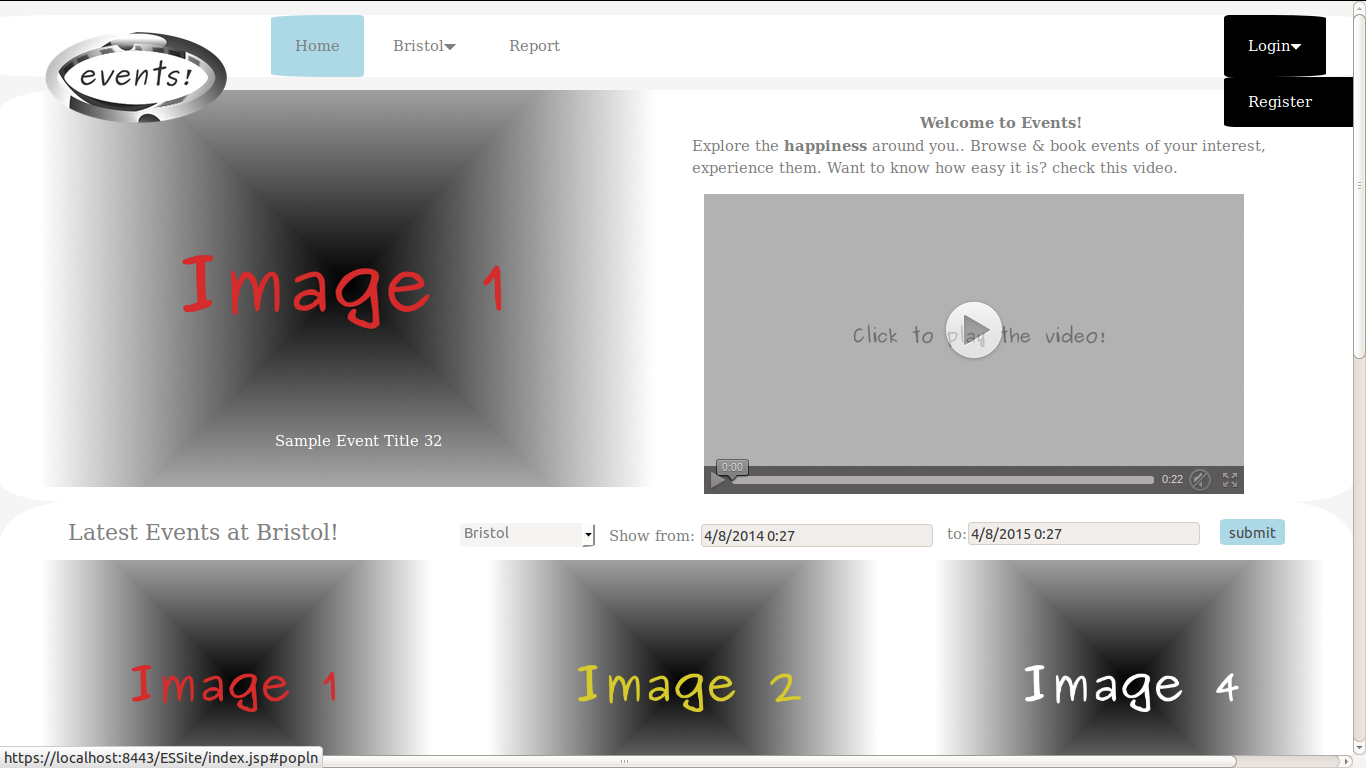 events!
Home Bristol Report Login
Register
Welcome to Events!
Explore the happiness around you.. Browse & book events of your interest,
experience them. Want to know how easy it is? check this video.
Image 1
Click to play the video!
Sample Event Title 32
0:00
0:22
Latest Events at Bristol! Bristol Show from: 4/8/2014 0:27 to: 4/8/2015 0:27 submit
Image 1 Image 2 Image 4
https://localhost:8443/ESSite/index.jsp#popln